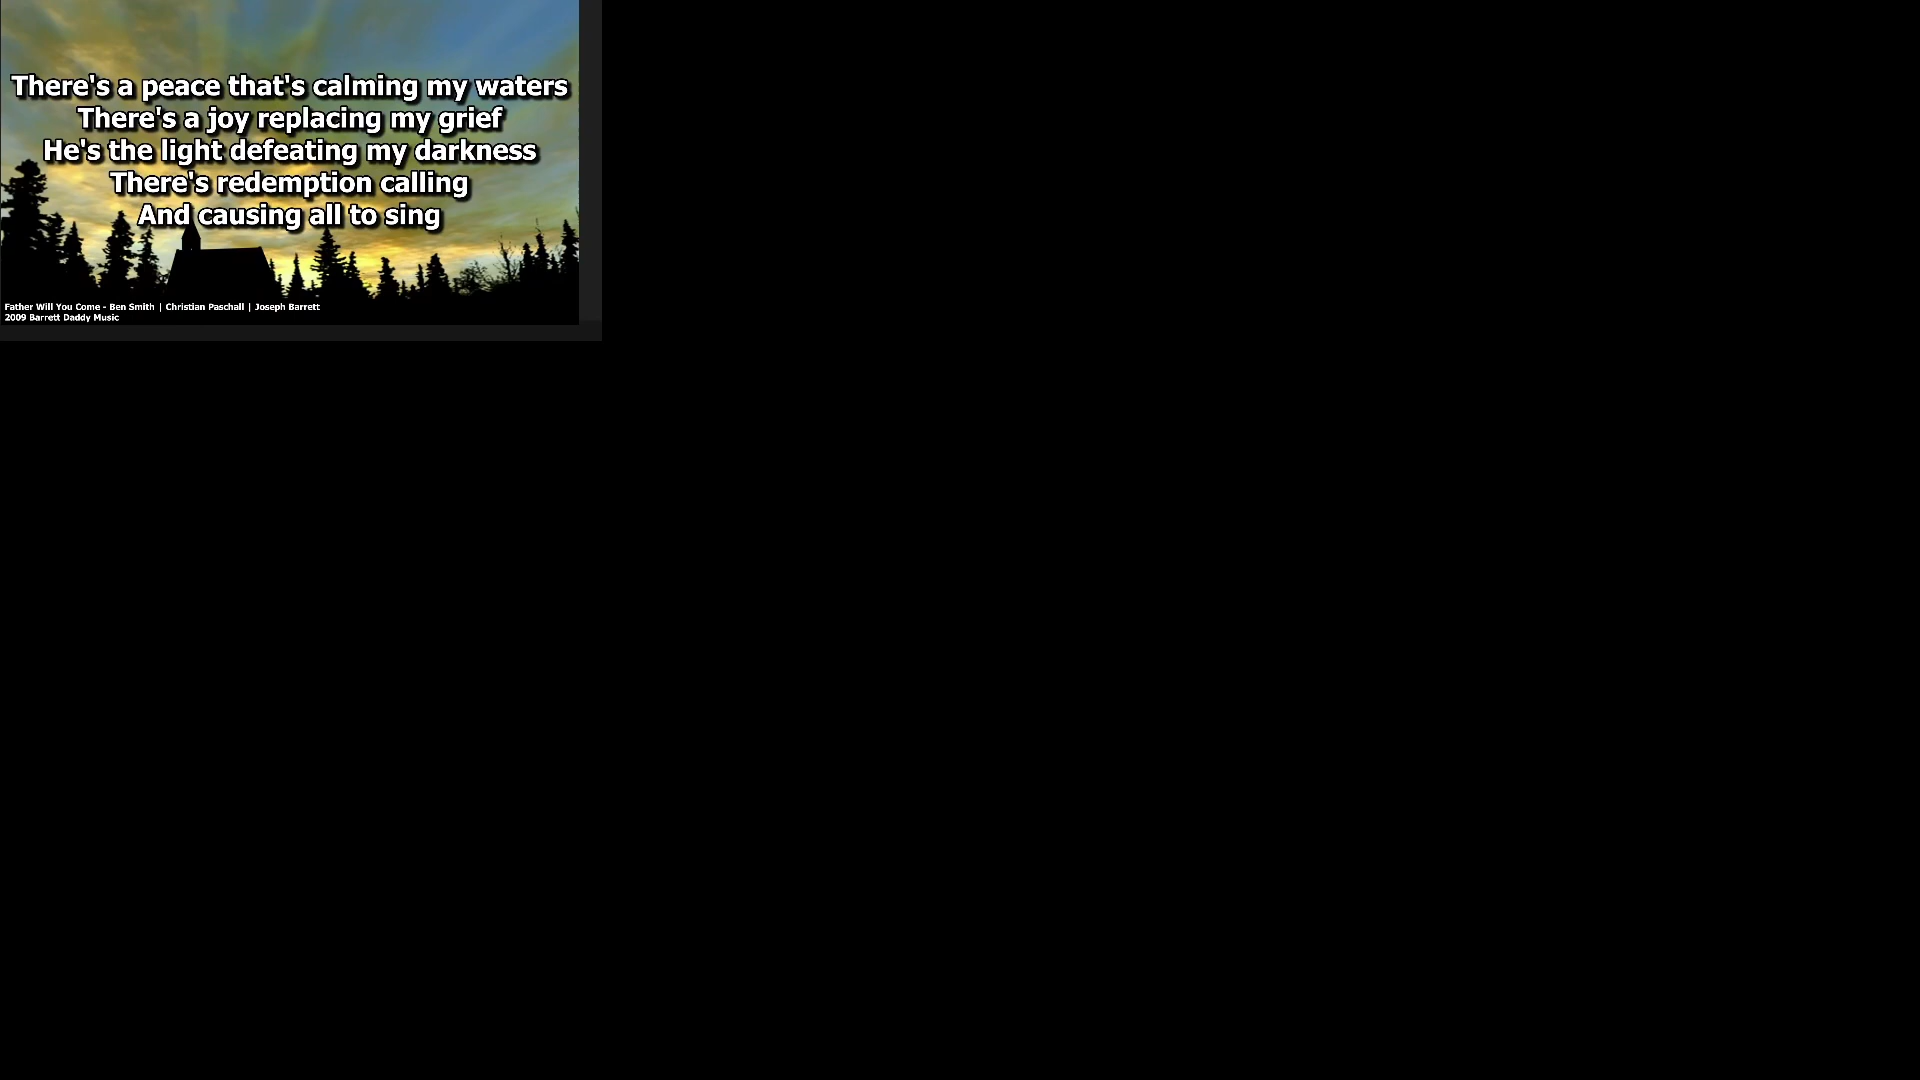 There's a peace that's calming my waters
There's a joy replacing my grief
He's the light defeating my darkness
There's redemption calling
And causing all to sing
Father Will You Come - Ben Smith | Christian Paschall | Joseph Barrett
2009 Barrett Daddy Music